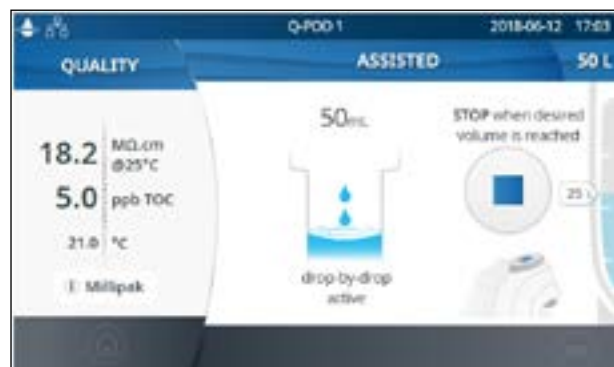 Q-POD 1
2018-06-12 17:03
QUALITY
ASSISTED
50 L
18.2 MΩ.cm
@25°C
5.0 ppb TOC
21.0 °C
Millipak
50mL
drop-by-drop
active
STOP when desired
volume is reached
25